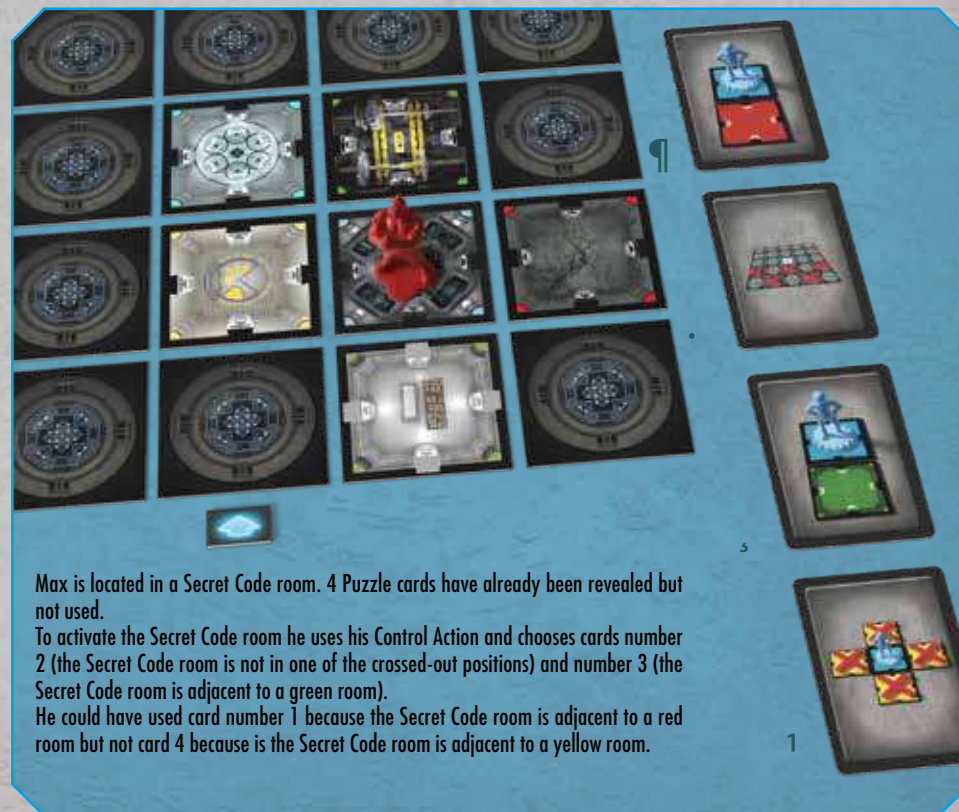 ¶
3
Max is located in a Secret Code room. 4 Puzzle cards have already been revealed but
not used.
To activate the Secret Code room he uses his Control Action and chooses cards number
2 (the Secret Code room is not in one of the crossed-out positions) and number 3 (the
Secret Code room is adjacent to a green room).
He could have used card number 1 because the Secret Code room is adjacent to a red
room but not card 4 because is the Secret Code room is adjacent to a yellow room.
1